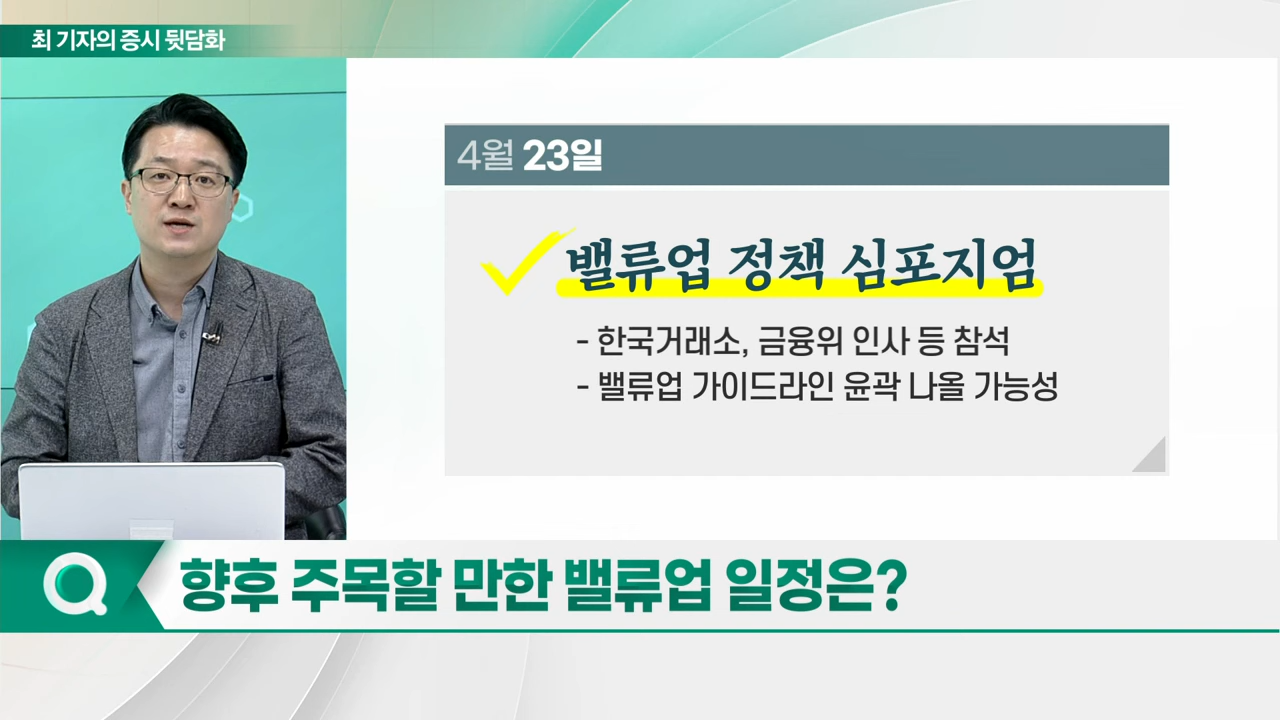 최 기자의 증시 뒷담화
4월 23일
밸류업 정책 심포지엄
- 한국거래소, 금융위 인사 등 참석
- 밸류업 가이드라인 윤곽 나올 가능성
Q 향후 주목할 만한 밸류업 일정은?